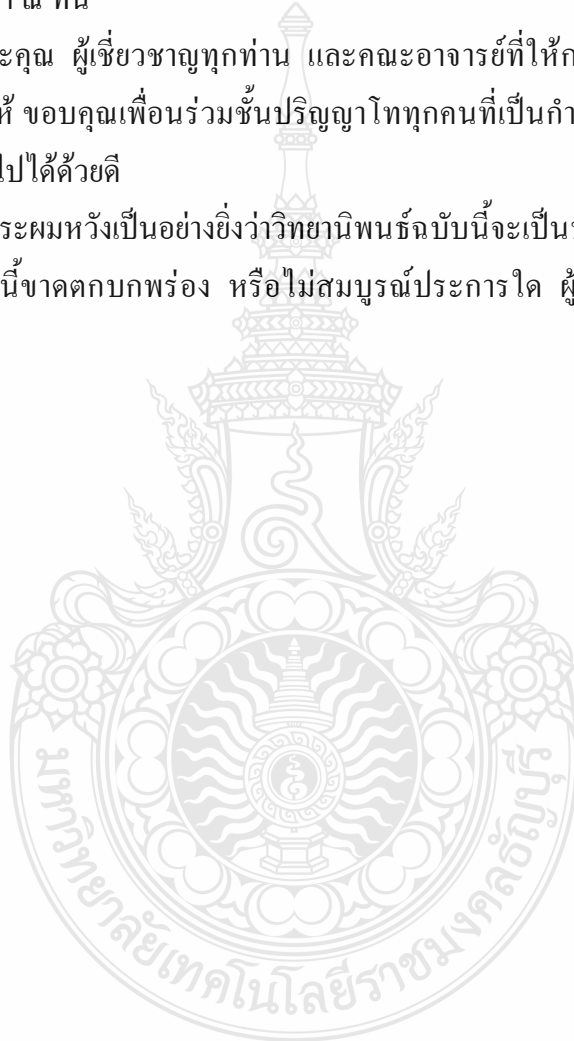 ะคุณ ผู้เชี่ยวชาญทุกท่าน และคณะอาจารย์ที่ให้ก
ห้ ขอบคุณเพื่อนร่วมชั้นปริญญาโททุกคนที่เป็นกำ
ไปได้ด้วยดี
ระผมหวังเป็นอย่างยิ่งว่าวิทยานิพนธ์ฉบับนี้จะเป็น
นี้ขาดตกบกพร่อง หรือไม่สมบูรณ์ประการใด ผู้
มหาวิทยาลัยเทคโนโลยีราชมงคลธัญบุรี